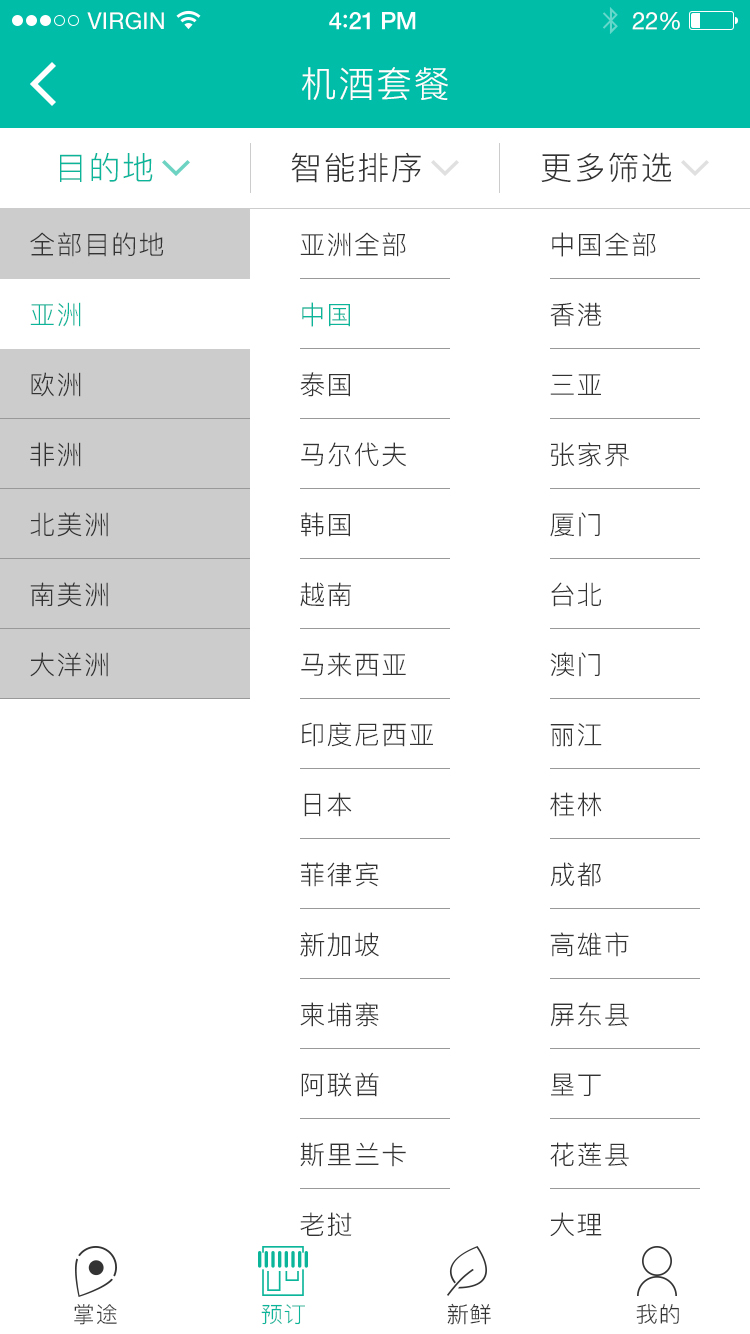 VIRGIN 4:21 PM 22%
机酒套餐
目的地 智能排序 更多筛选
全部目的地 亚洲全部 中国全部
亚洲 中国 香港
欧洲 泰国 三亚
非洲 马尔代夫 张家界
北美洲 韩国 厦门
南美洲 越南 台北
大洋洲 马来西亚 澳门
印度尼西亚 丽江
日本 桂林
菲律宾 成都
新加坡 高雄市
柬埔寨 屏东县
阿联酋 垦丁
斯里兰卡 花莲县
老挝 大理
掌途 预订 新鲜 我的